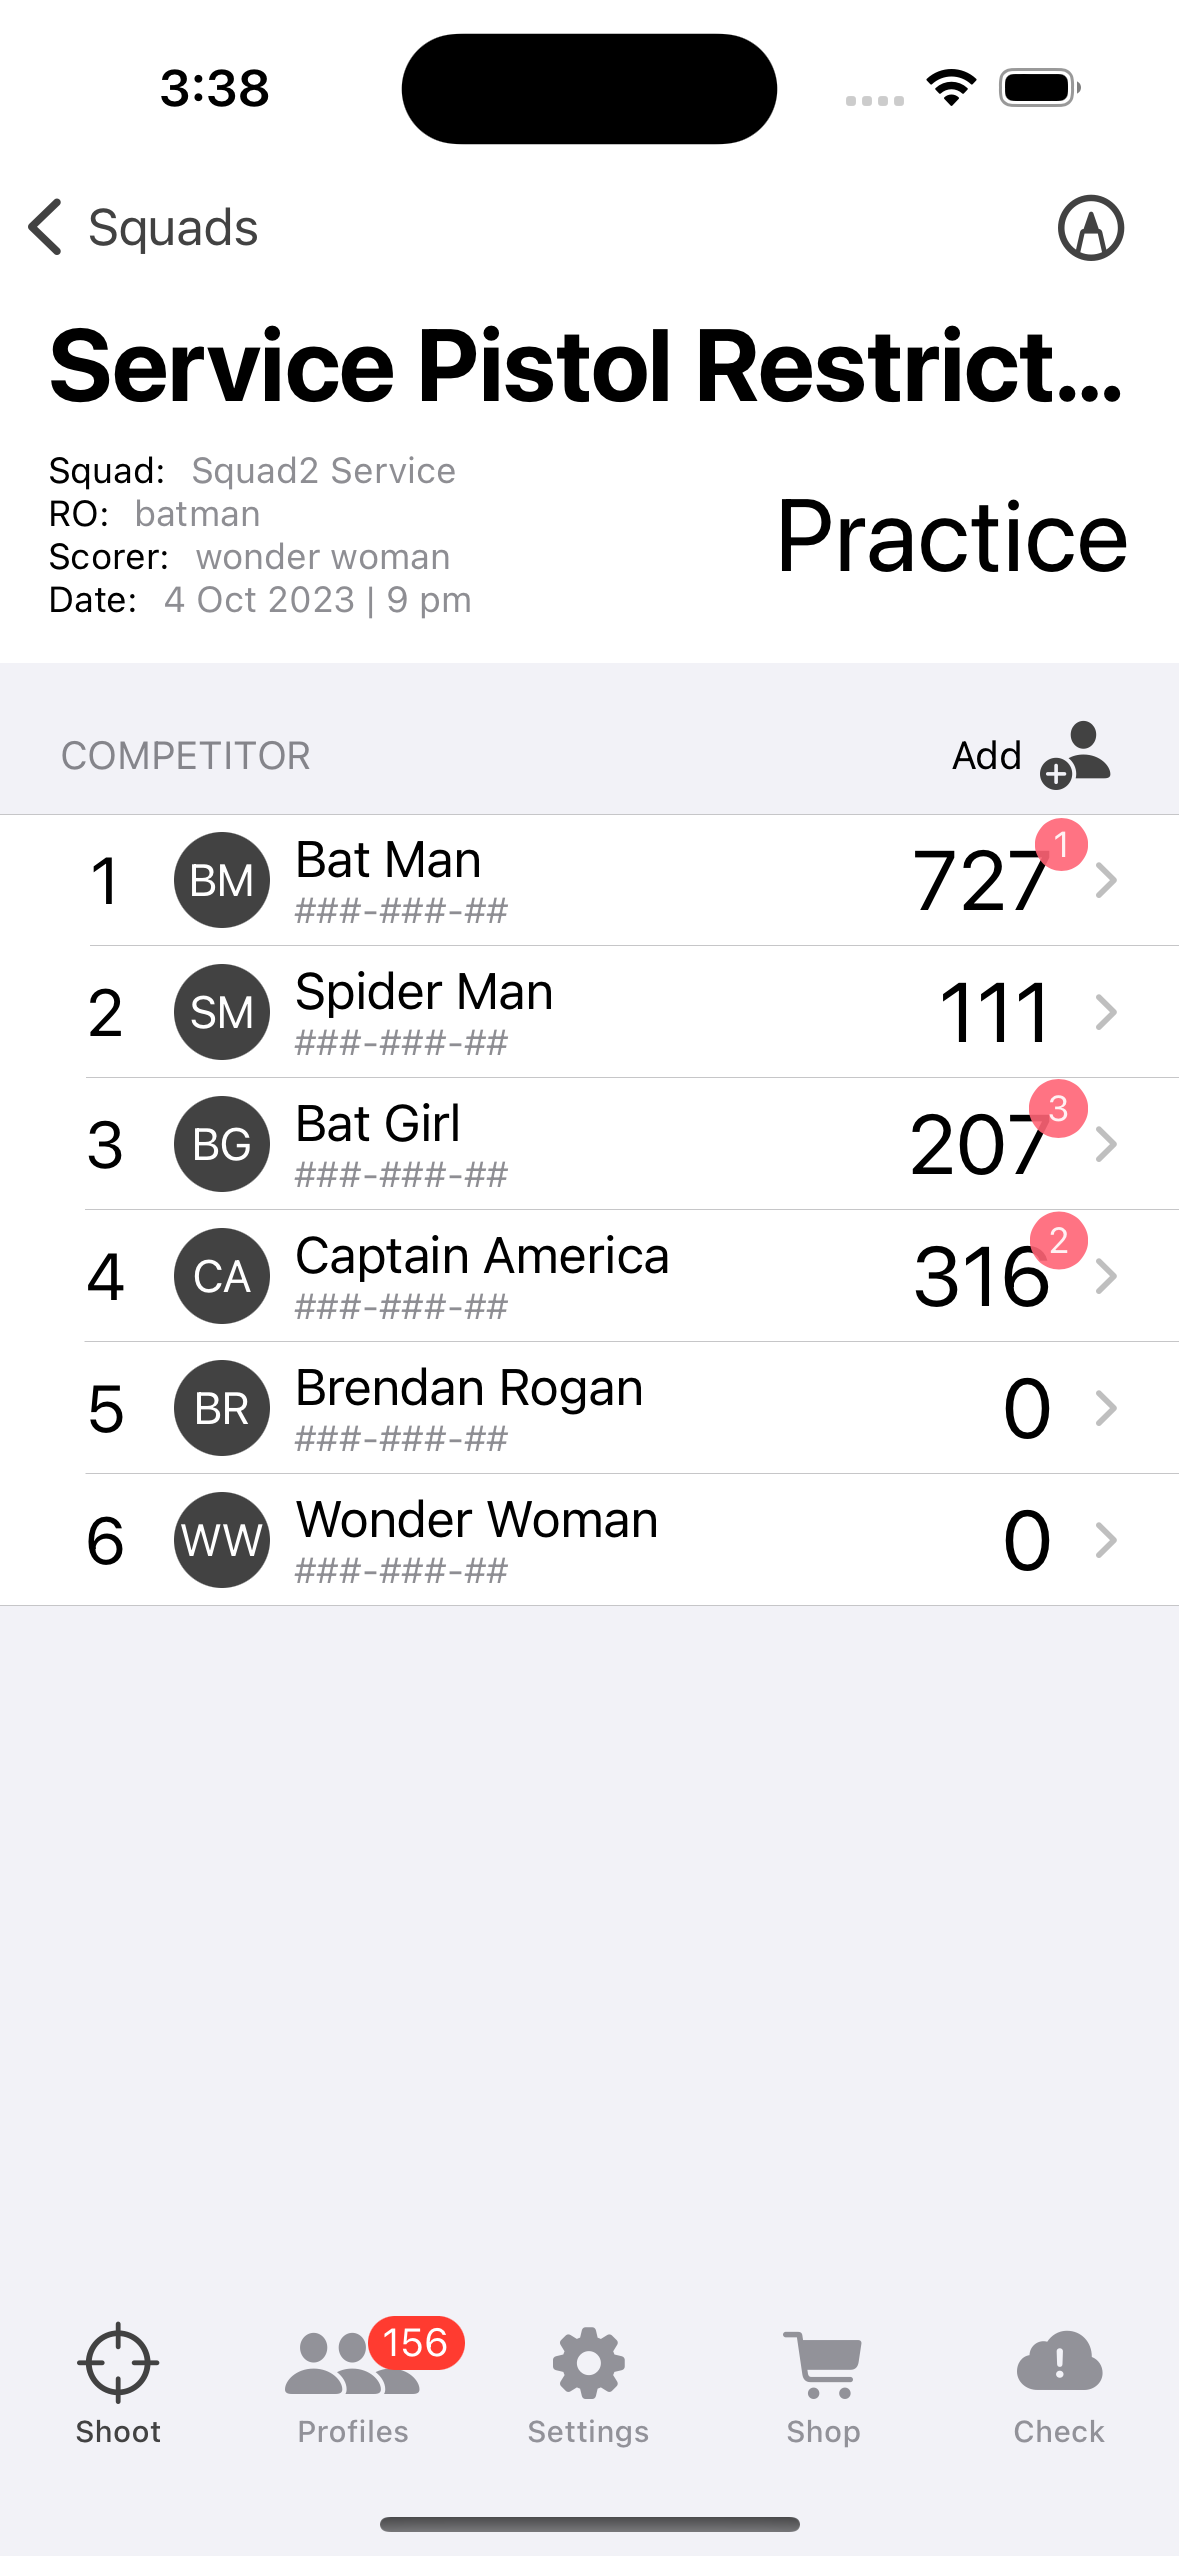 3:38
Squads
Service Pistol Restrict...
Squad: Squad2 Service
RO: batman
Scorer: wonder woman
Date: 4 Oct 2023 | 9 pm
Practice
COMPETITOR
Add
1 BM Bat Man 727 1
###-###-##
2 SM Spider Man 111
###-###-##
3 BG Bat Girl 207 3
###-###-##
4 CA Captain America 316 2
###-###-##
5 BR Brendan Rogan 0
###-###-##
6 WW Wonder Woman 0
###-###-##
156
Shoot Profiles Settings Shop Check